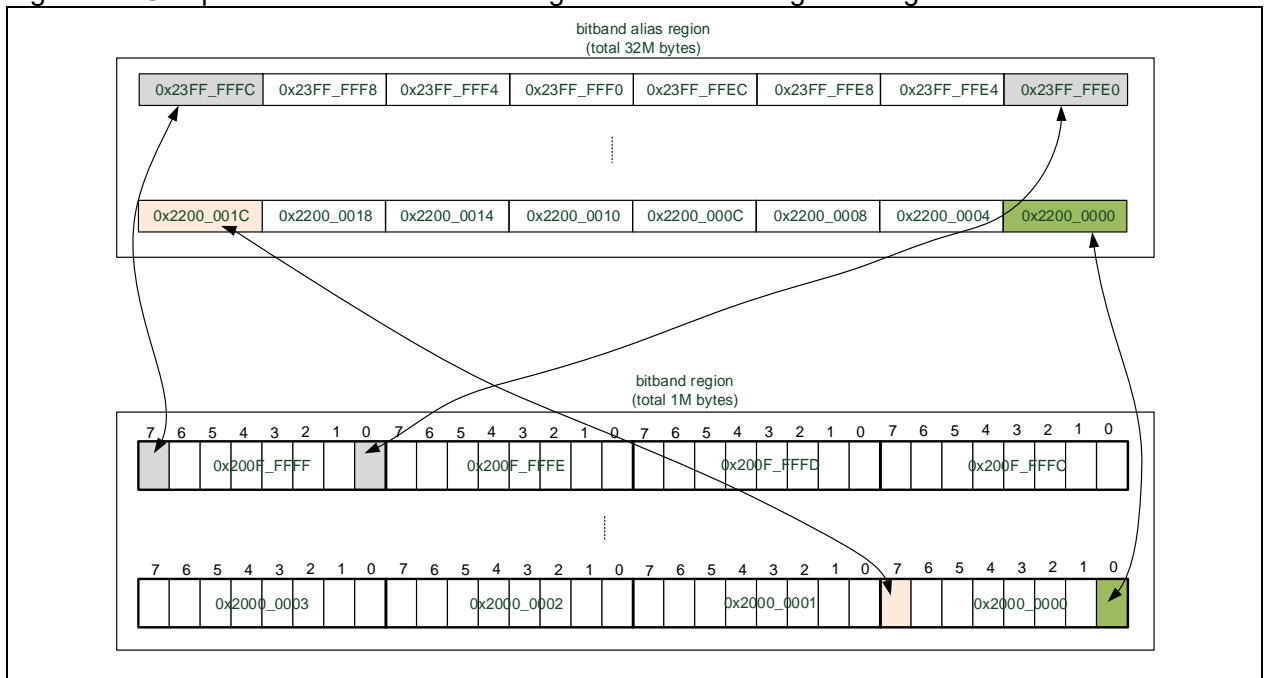 bitband alias region
(total 32M bytes)
0x23FF_FFFC 0x23FF_FFF8 0x23FF_FFF4 0x23FF_FFF0 0x23FF_FFEC 0x23FF_FFE8 0x23FF_FFE4 0x23FF_FFE0
0x2200_001C 0x2200_0018 0x2200_0014 0x2200_0010 0x2200_000C 0x2200_0008 0x2200_0004 0x2200_0000
bitband region
(total 1M bytes)
7 6 5 4 3 2 1 0 7 6 5 4 3 2 1 0 7 6 5 4 3 2 1 0 7 6 5 4 3 2 1 0
0x200F_FFFF 0x200F_FFFE 0x200F_FFFD 0x200F_FFFC
7 6 5 4 3 2 1 0 7 6 5 4 3 2 1 0 7 6 5 4 3 2 1 0 7 6 5 4 3 2 1 0
0x2000_0003 0x2000_0002 0x2000_0001 0x2000_0000